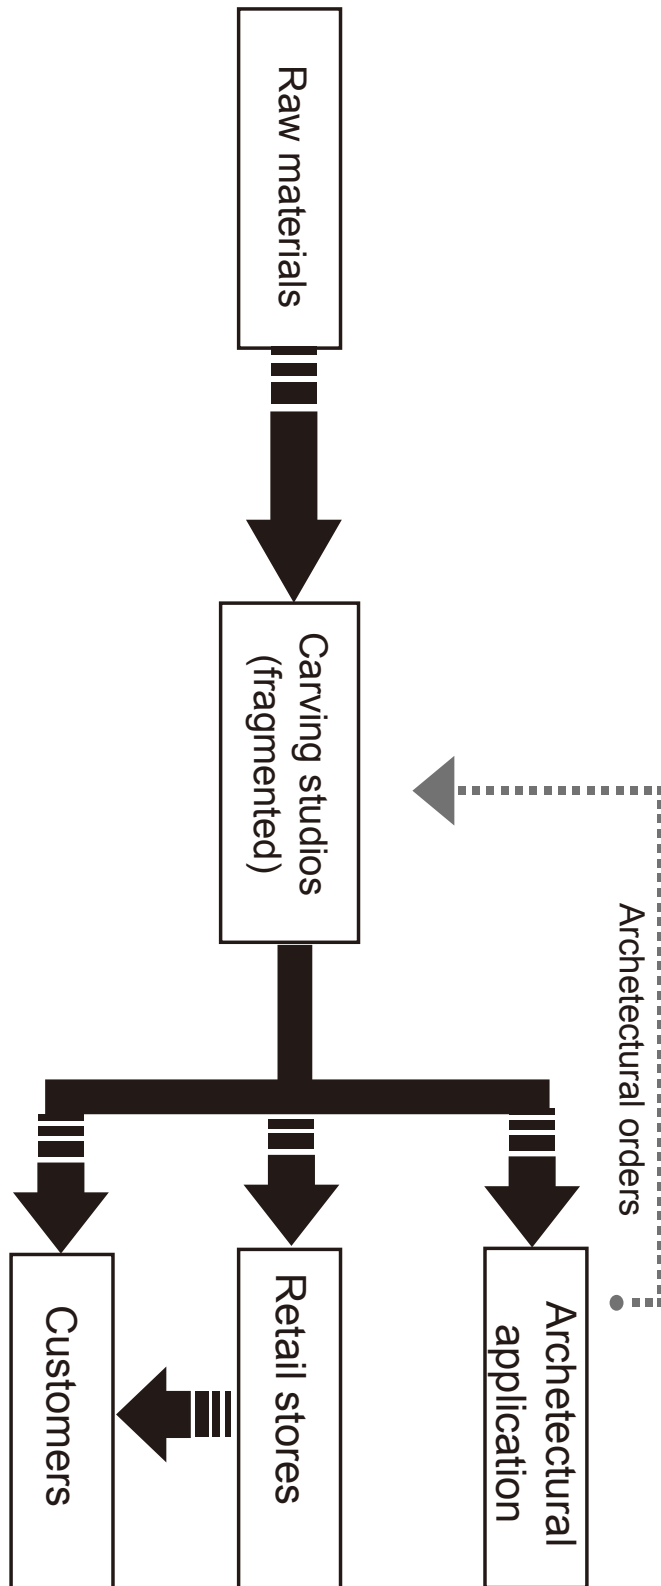 Raw materials
Carving studios
(fragmented)
Archetectural orders
Archetectural
application
Retail stores
Customers